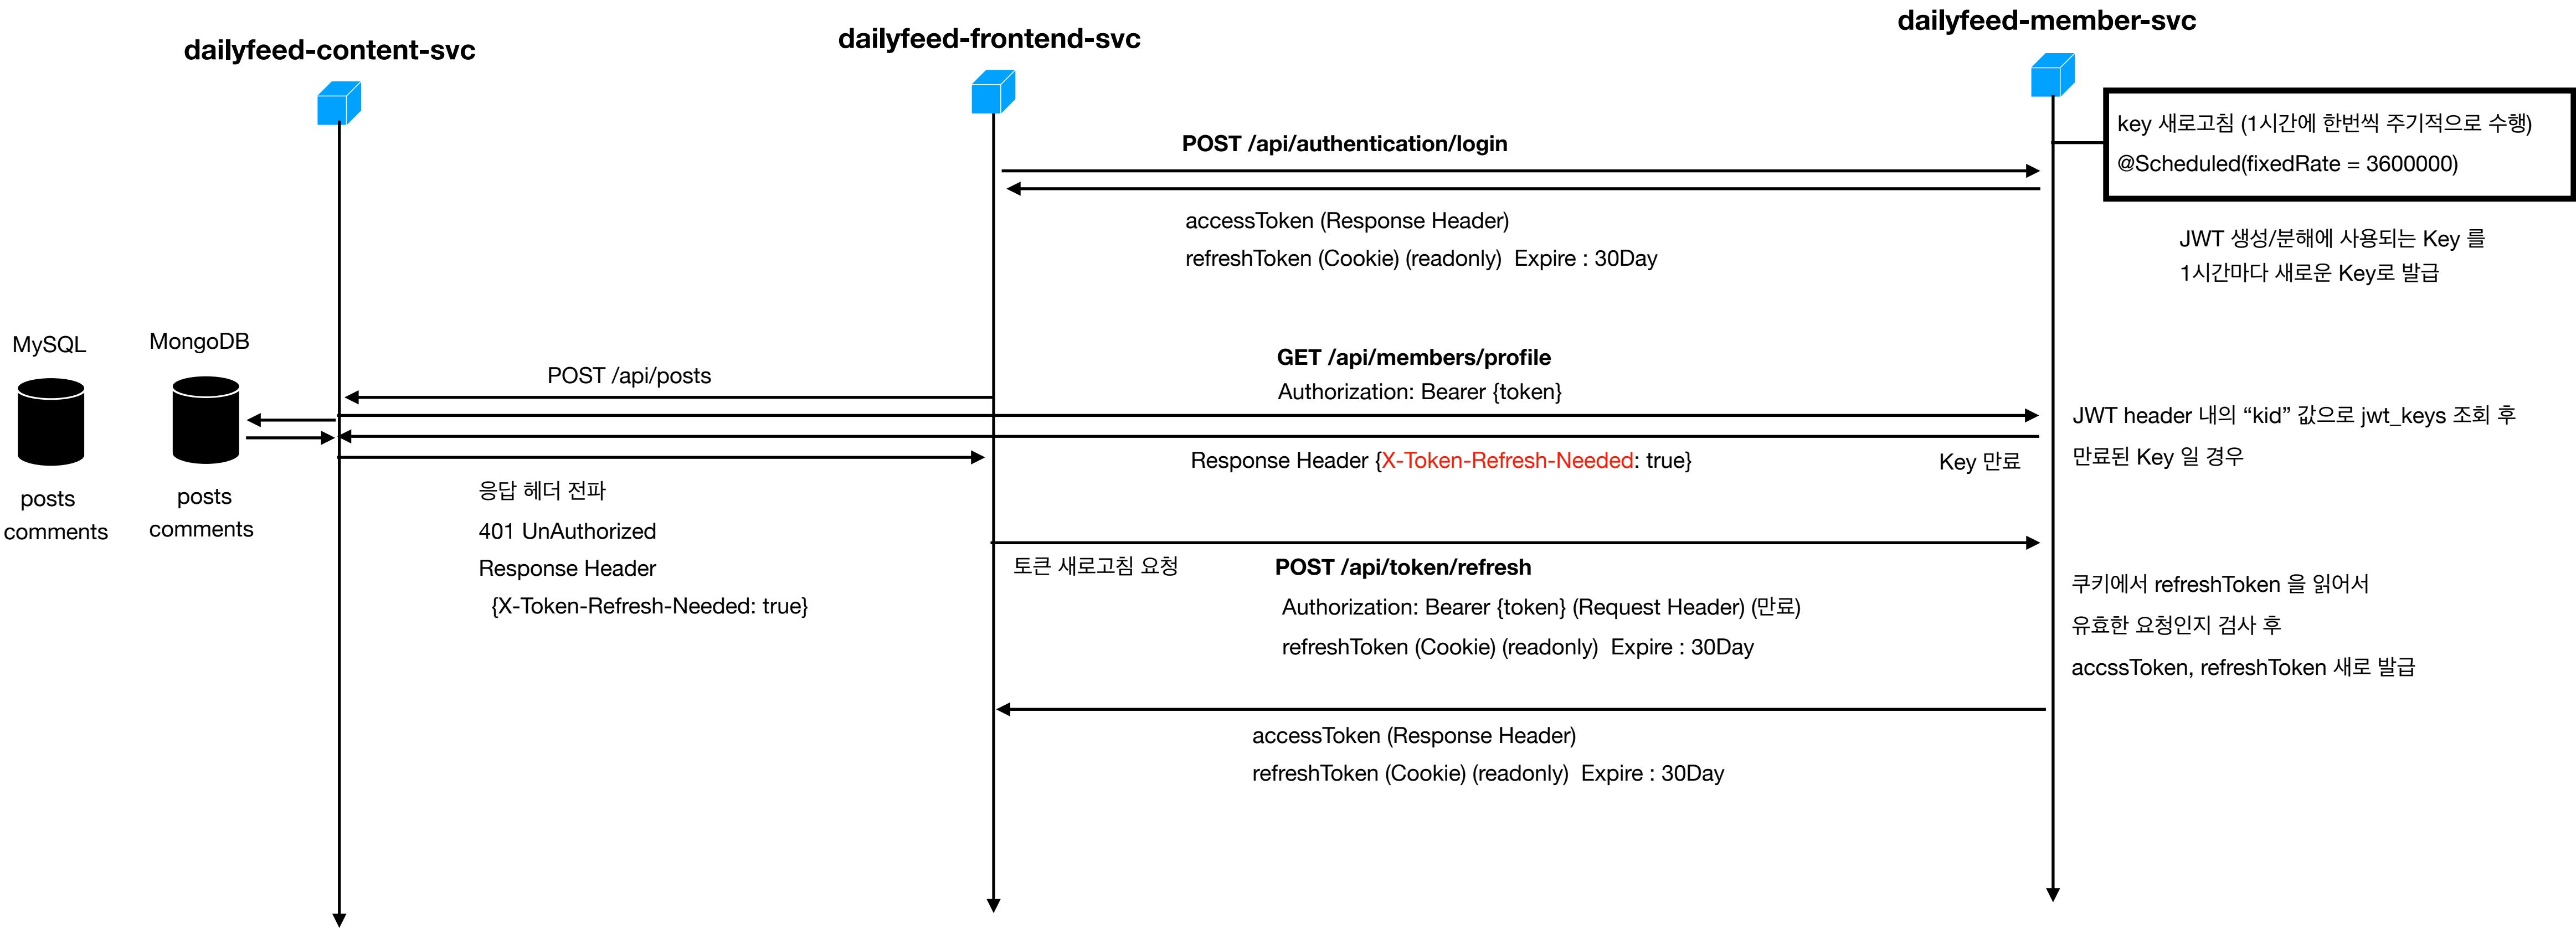 dailyfeed-content-svc
dailyfeed-frontend-svc
dailyfeed-member-svc
key 새로고침 (1시간에 한번씩 주기적으로 수행)
@Scheduled(fixedRate = 3600000)
JWT 생성/분해에 사용되는 Key 를
1시간마다 새로운 Key로 발급
POST /api/authentication/login
accessToken (Response Header)
refreshToken (Cookie) (readonly)  Expire : 30Day
MySQL
posts
comments
MongoDB
posts
comments
POST /api/posts
GET /api/members/profile
Authorization: Bearer {token}
JWT header 내의 “kid” 값으로 jwt_keys 조회 후
만료된 Key 일 경우
Key 만료
Response Header {X-Token-Refresh-Needed: true}
응답 헤더 전파
401 UnAuthorized
Response Header
{X-Token-Refresh-Needed: true}
토큰 새로고침 요청
POST /api/token/refresh
Authorization: Bearer {token} (Request Header) (만료)
refreshToken (Cookie) (readonly)  Expire : 30Day
쿠키에서 refreshToken 을 읽어서
유효한 요청인지 검사 후
accssToken, refreshToken 새로 발급
accessToken (Response Header)
refreshToken (Cookie) (readonly)  Expire : 30Day